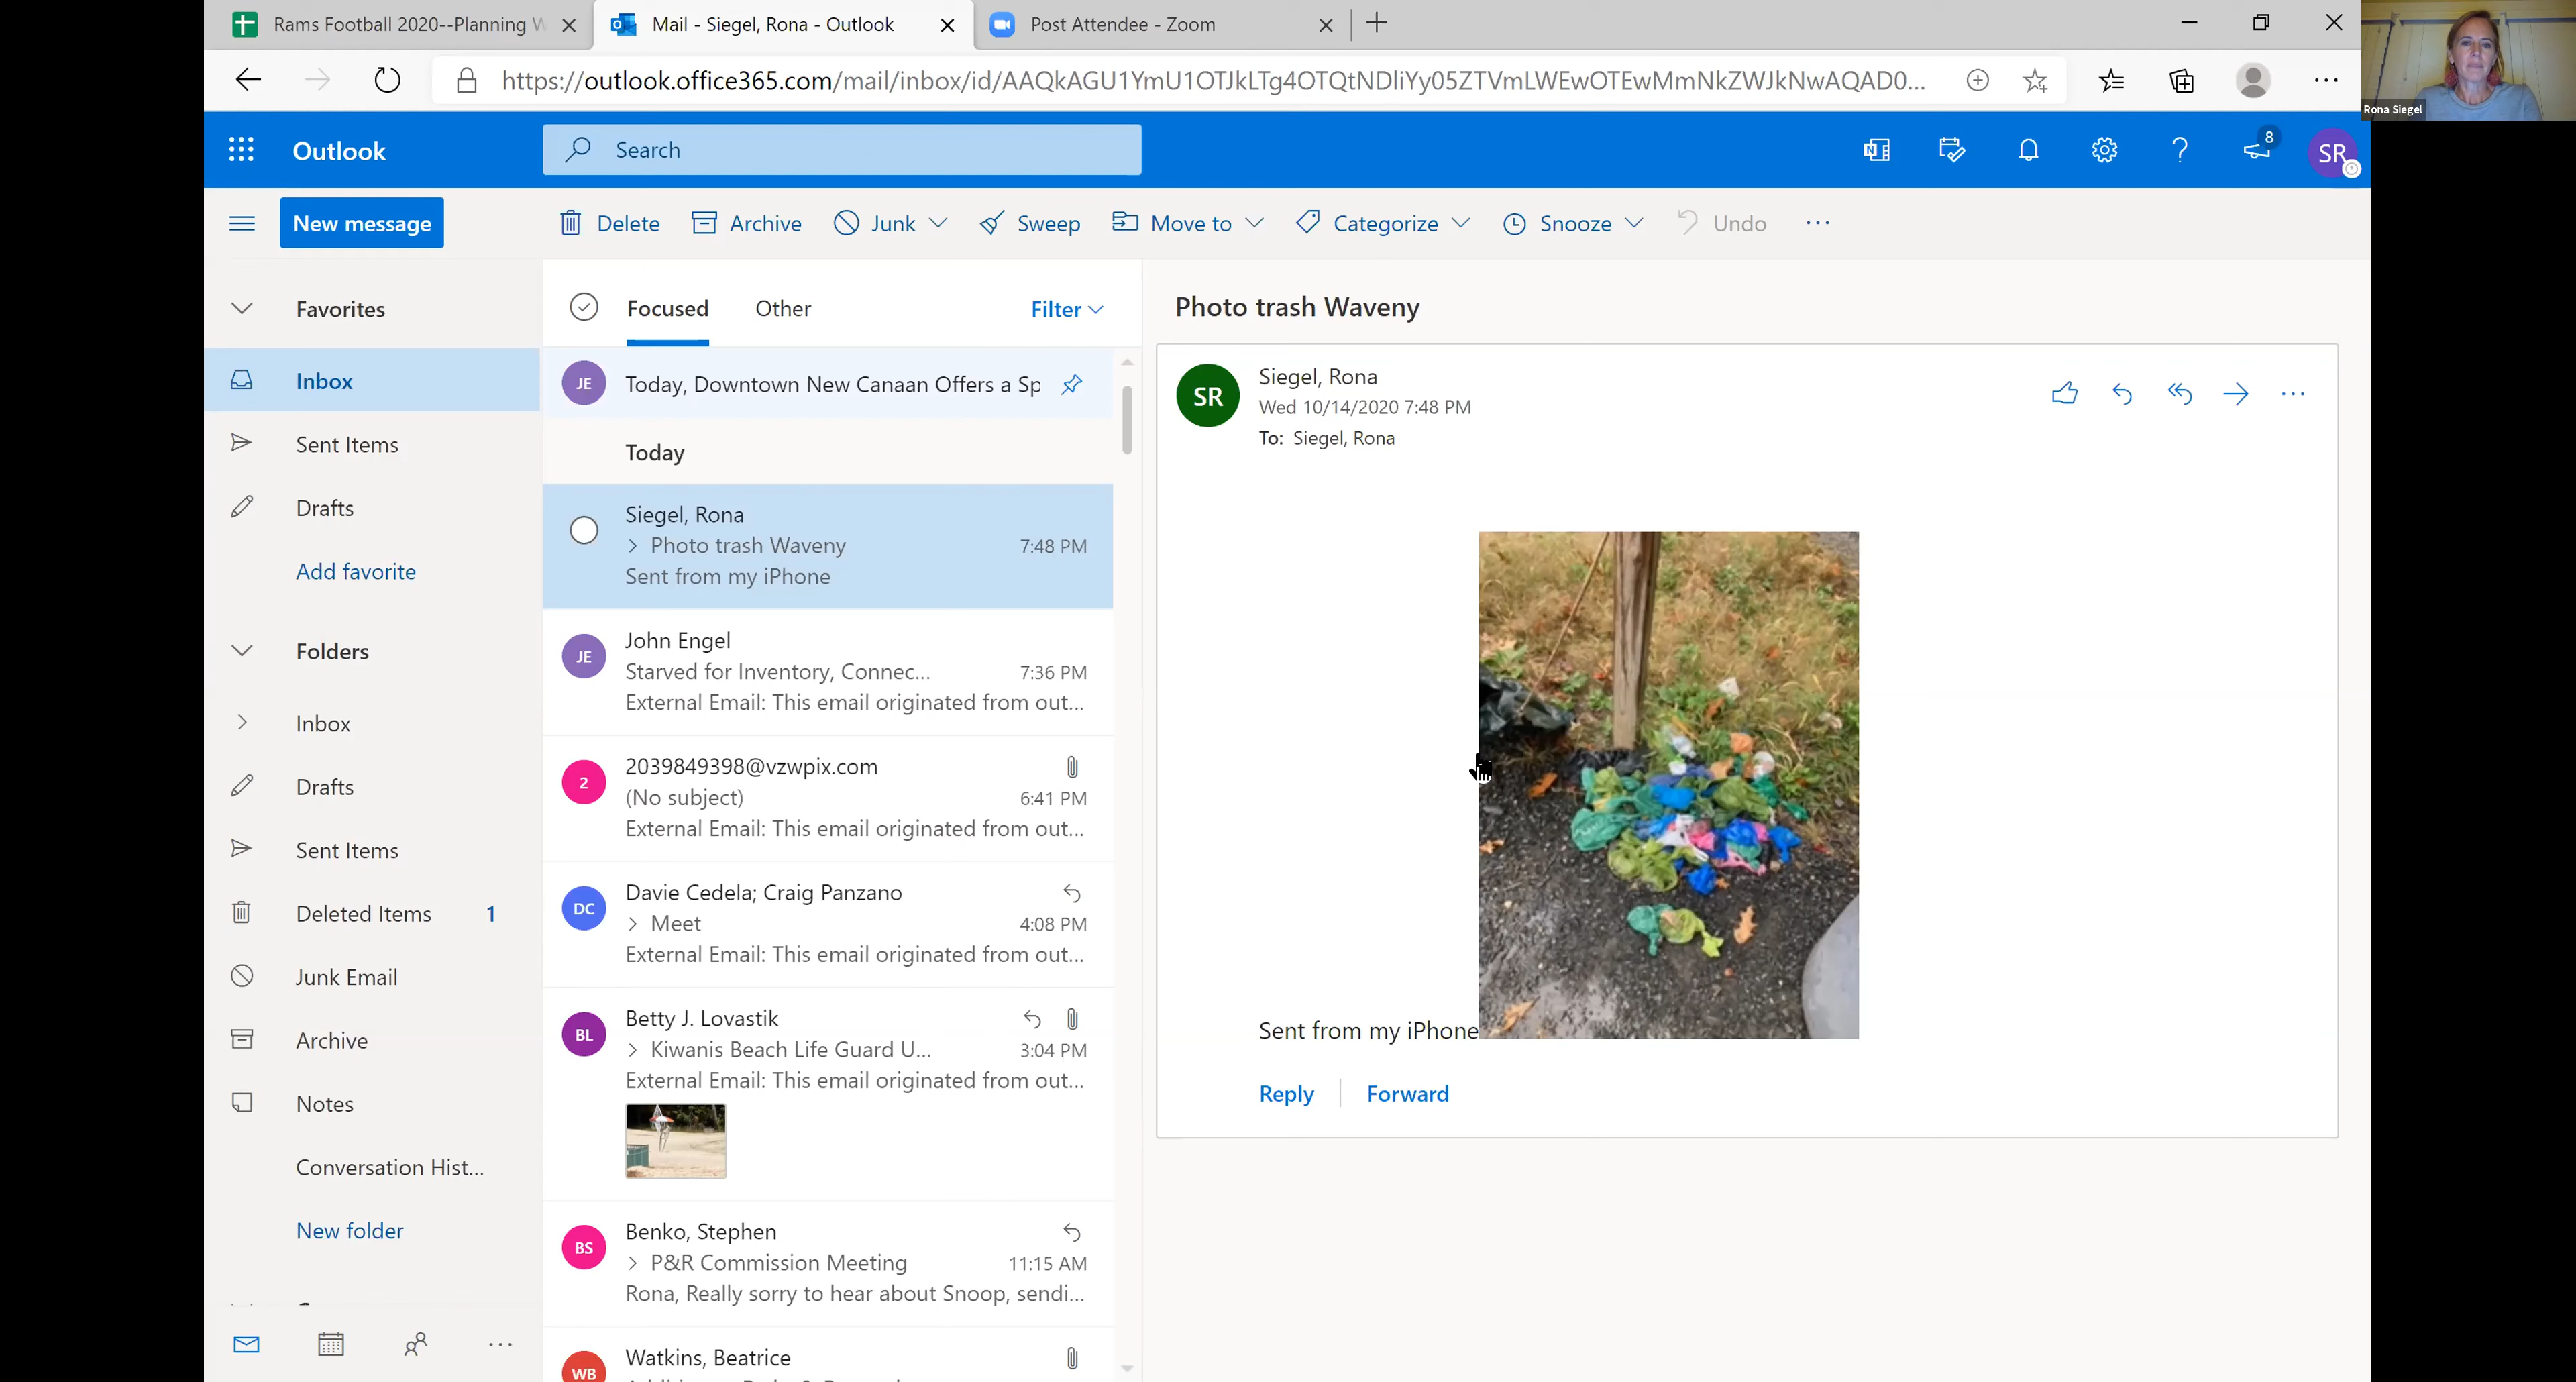 Rams Football 2020--Planning W
Mail - Siegel, Rona - Outlook
Post Attendee - Zoom
https://outlook.office365.com/mail/inbox/id/AAQkAGU1YmU1OTJkLTg4OTQtNDliYy05ZTVmLWEwOTEwMmNkZWJkNwAQAD0...
Rona Siegel
Outlook
Search
8
SR
New message
Delete
Archive
Junk
Sweep
Move to
Categorize
Snooze
Undo
Favorites
Inbox
Sent Items
Drafts
Add favorite
Folders
Inbox
Drafts
Sent Items
Deleted Items 1
Junk Email
Archive
Notes
Conversation Hist...
New folder
Focused
Other
Filter
JE
Today, Downtown New Canaan Offers a Sp
Today
Siegel, Rona
Photo trash Waveny 7:48 PM
Sent from my iPhone
JE
John Engel
Starved for Inventory, Connec... 7:36 PM
External Email: This email originated from out...
2
2039849398@vzwpix.com
(No subject) 6:41 PM
External Email: This email originated from out...
DC
Davie Cedela; Craig Panzano
Meet 4:08 PM
External Email: This email originated from out...
BL
Betty J. Lovastik
Kiwanis Beach Life Guard U... 3:04 PM
External Email: This email originated from out...
BS
Benko, Stephen
P&R Commission Meeting 11:15 AM
Rona, Really sorry to hear about Snoop, sendi...
WB
Watkins, Beatrice
Photo trash Waveny
SR
Siegel, Rona
Wed 10/14/2020 7:48 PM
To: Siegel, Rona
Sent from my iPhone
Reply
Forward